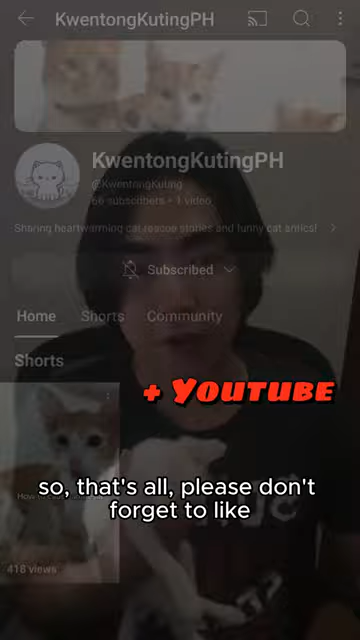 KwentongKutingPH
KwentongKutingPH
@KwentongKuting
66 subscribers • 1 video
Sharing heartwarming cat rescue stories and funny cat antics!
Subscribed
Home Shorts Community
Shorts
+ YOUTUBE
so, that's all, please don't
forget to like
418 views